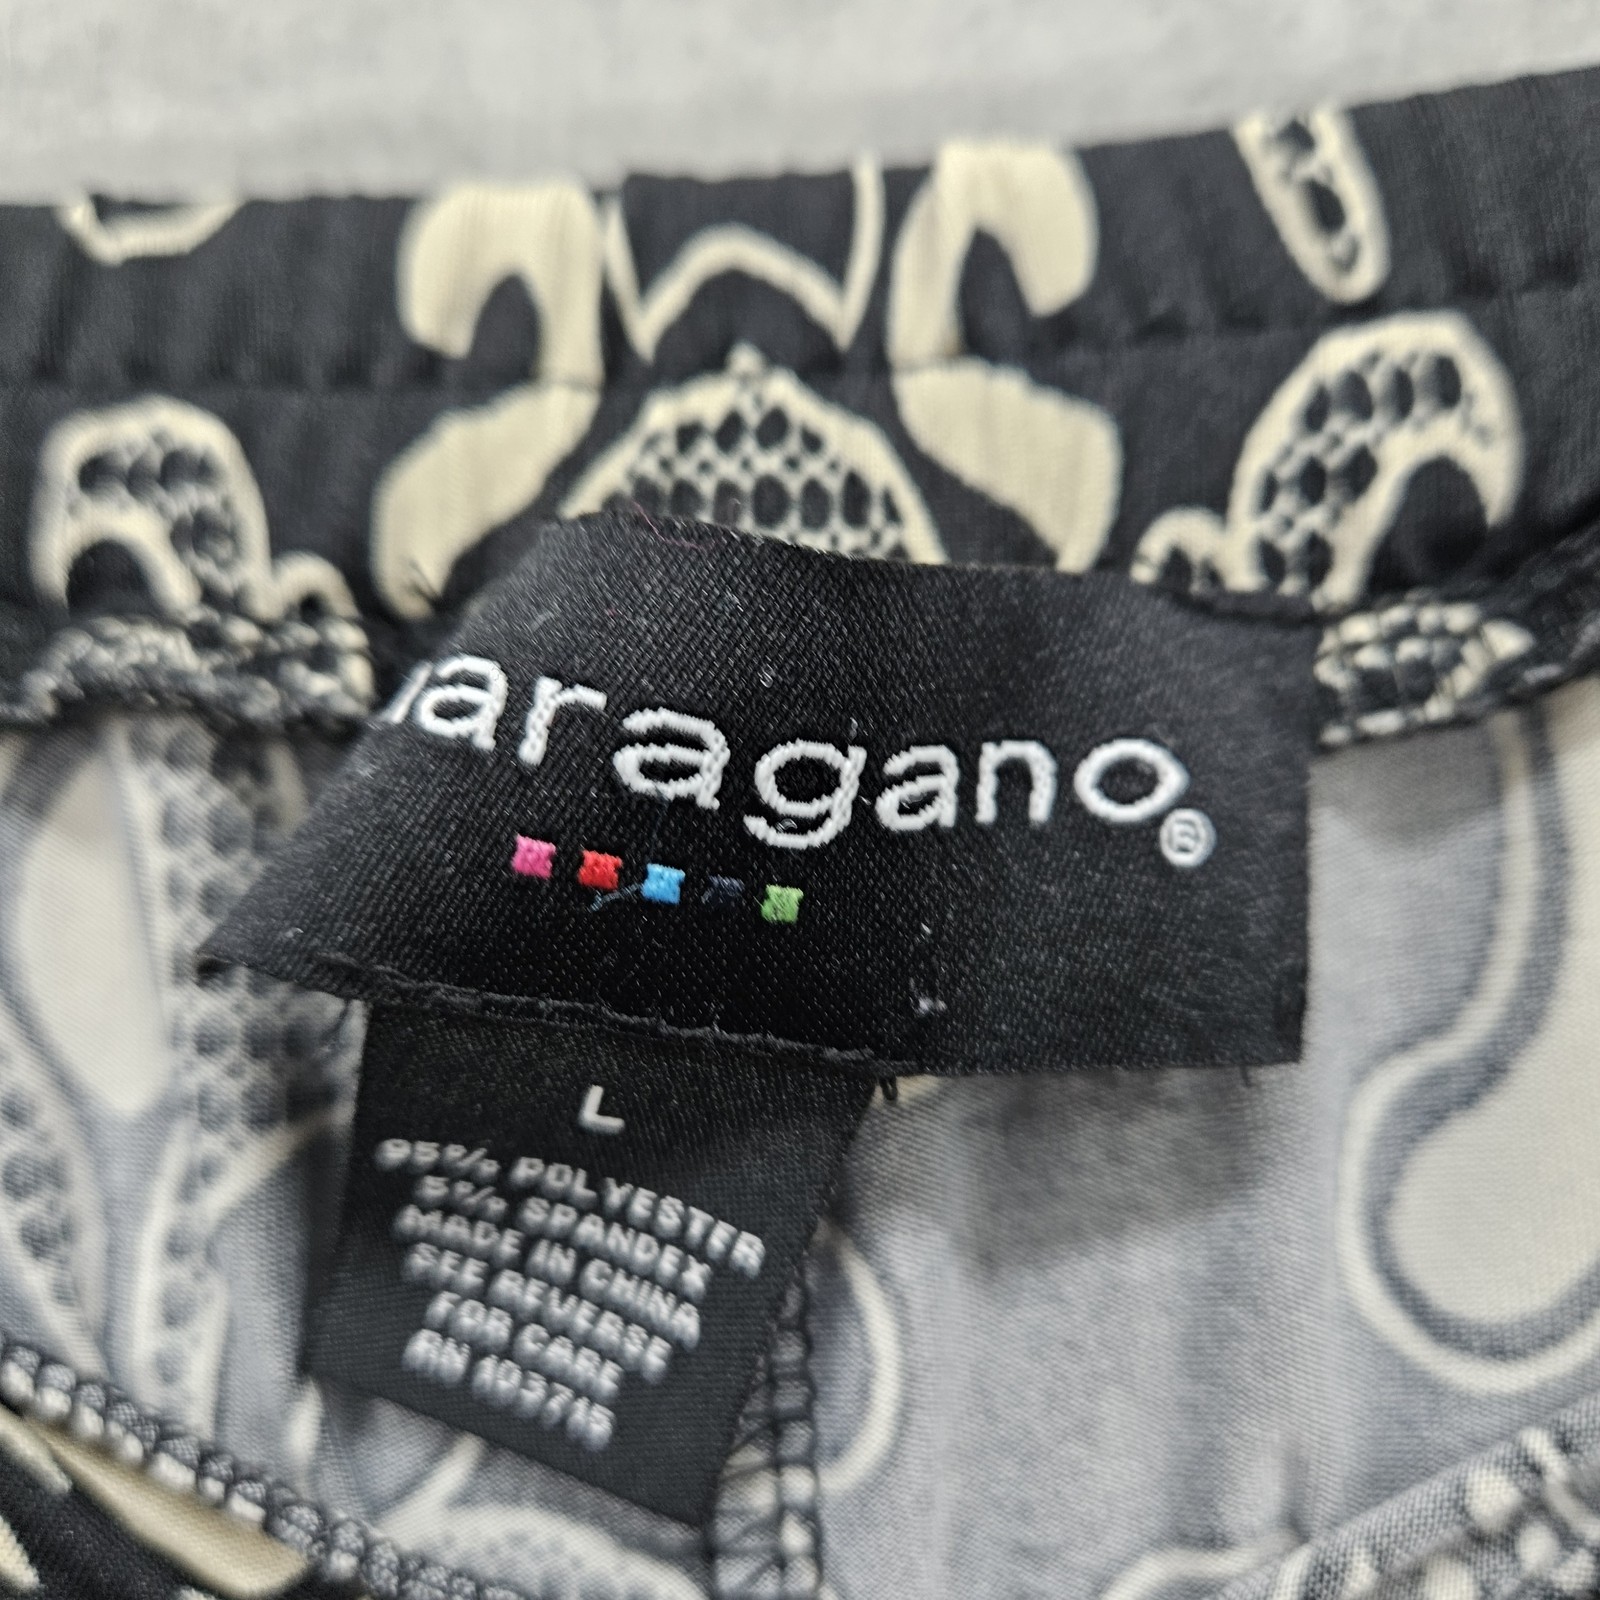 aragano®
L
95% POLYESTER
5% SPANDEX
MADE IN CHINA
SEE REVERSE
FOR CARE
RN 103715